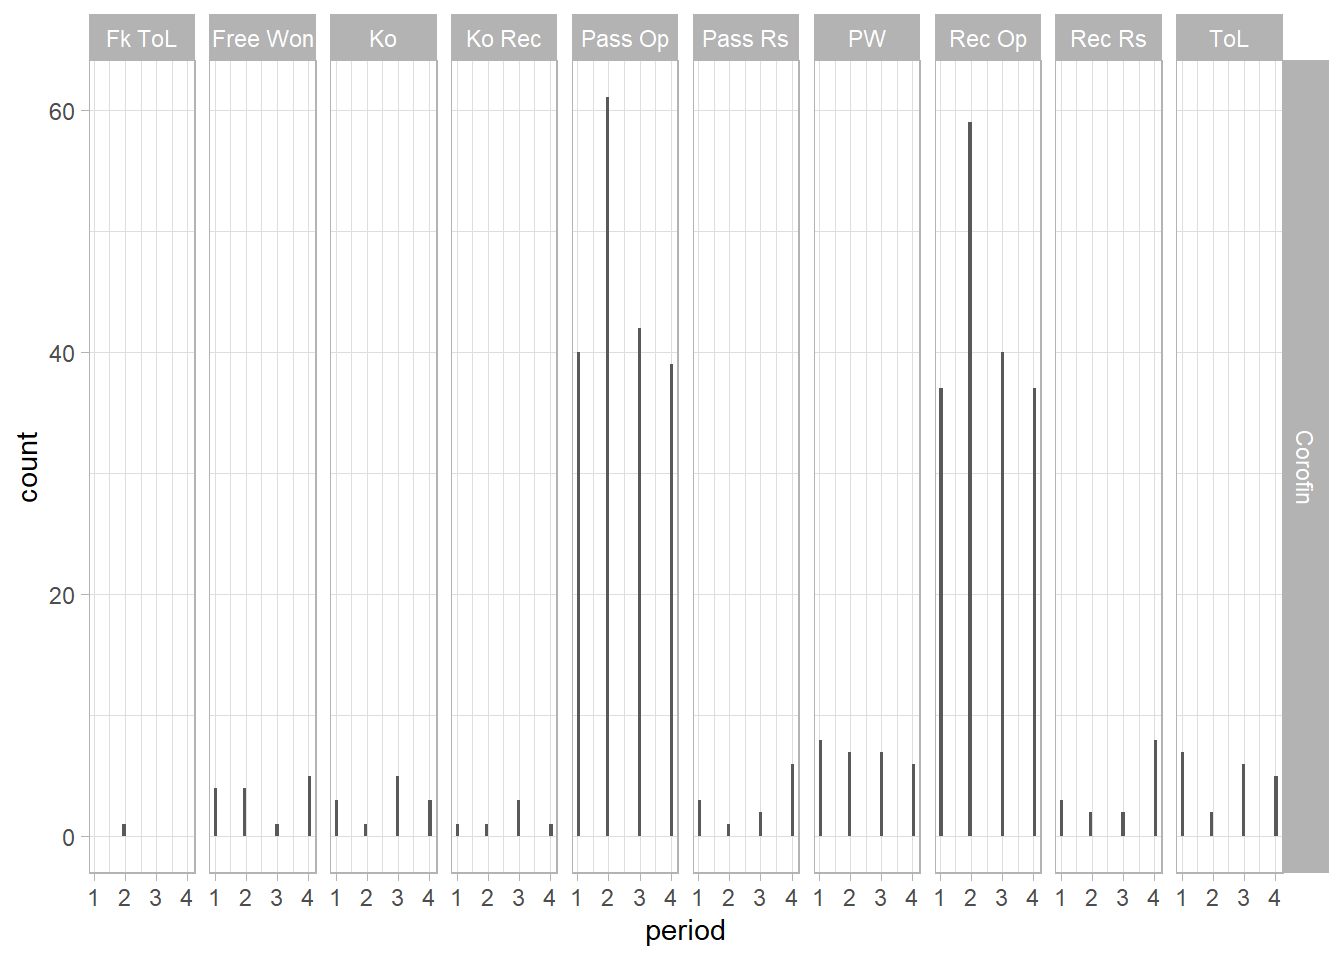 Fk ToL Free Won Ko Ko Rec Pass Op Pass Rs PW Rec Op Rec Rs ToL
Corofin
count
60
40
20
0
1 2 3 4 1 2 3 4 1 2 3 4 1 2 3 4 1 2 3 4 1 2 3 4 1 2 3 4 1 2 3 4 1 2 3 4 1 2 3 4
period